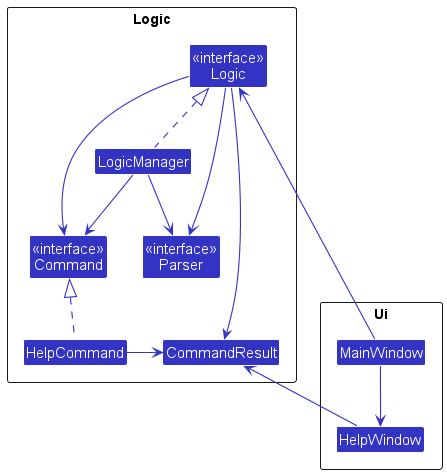 Logic
«interface»
Logic
LogicManager
«interface»
Command
«interface»
Parser
HelpCommand
CommandResult
Ui
MainWindow
HelpWindow